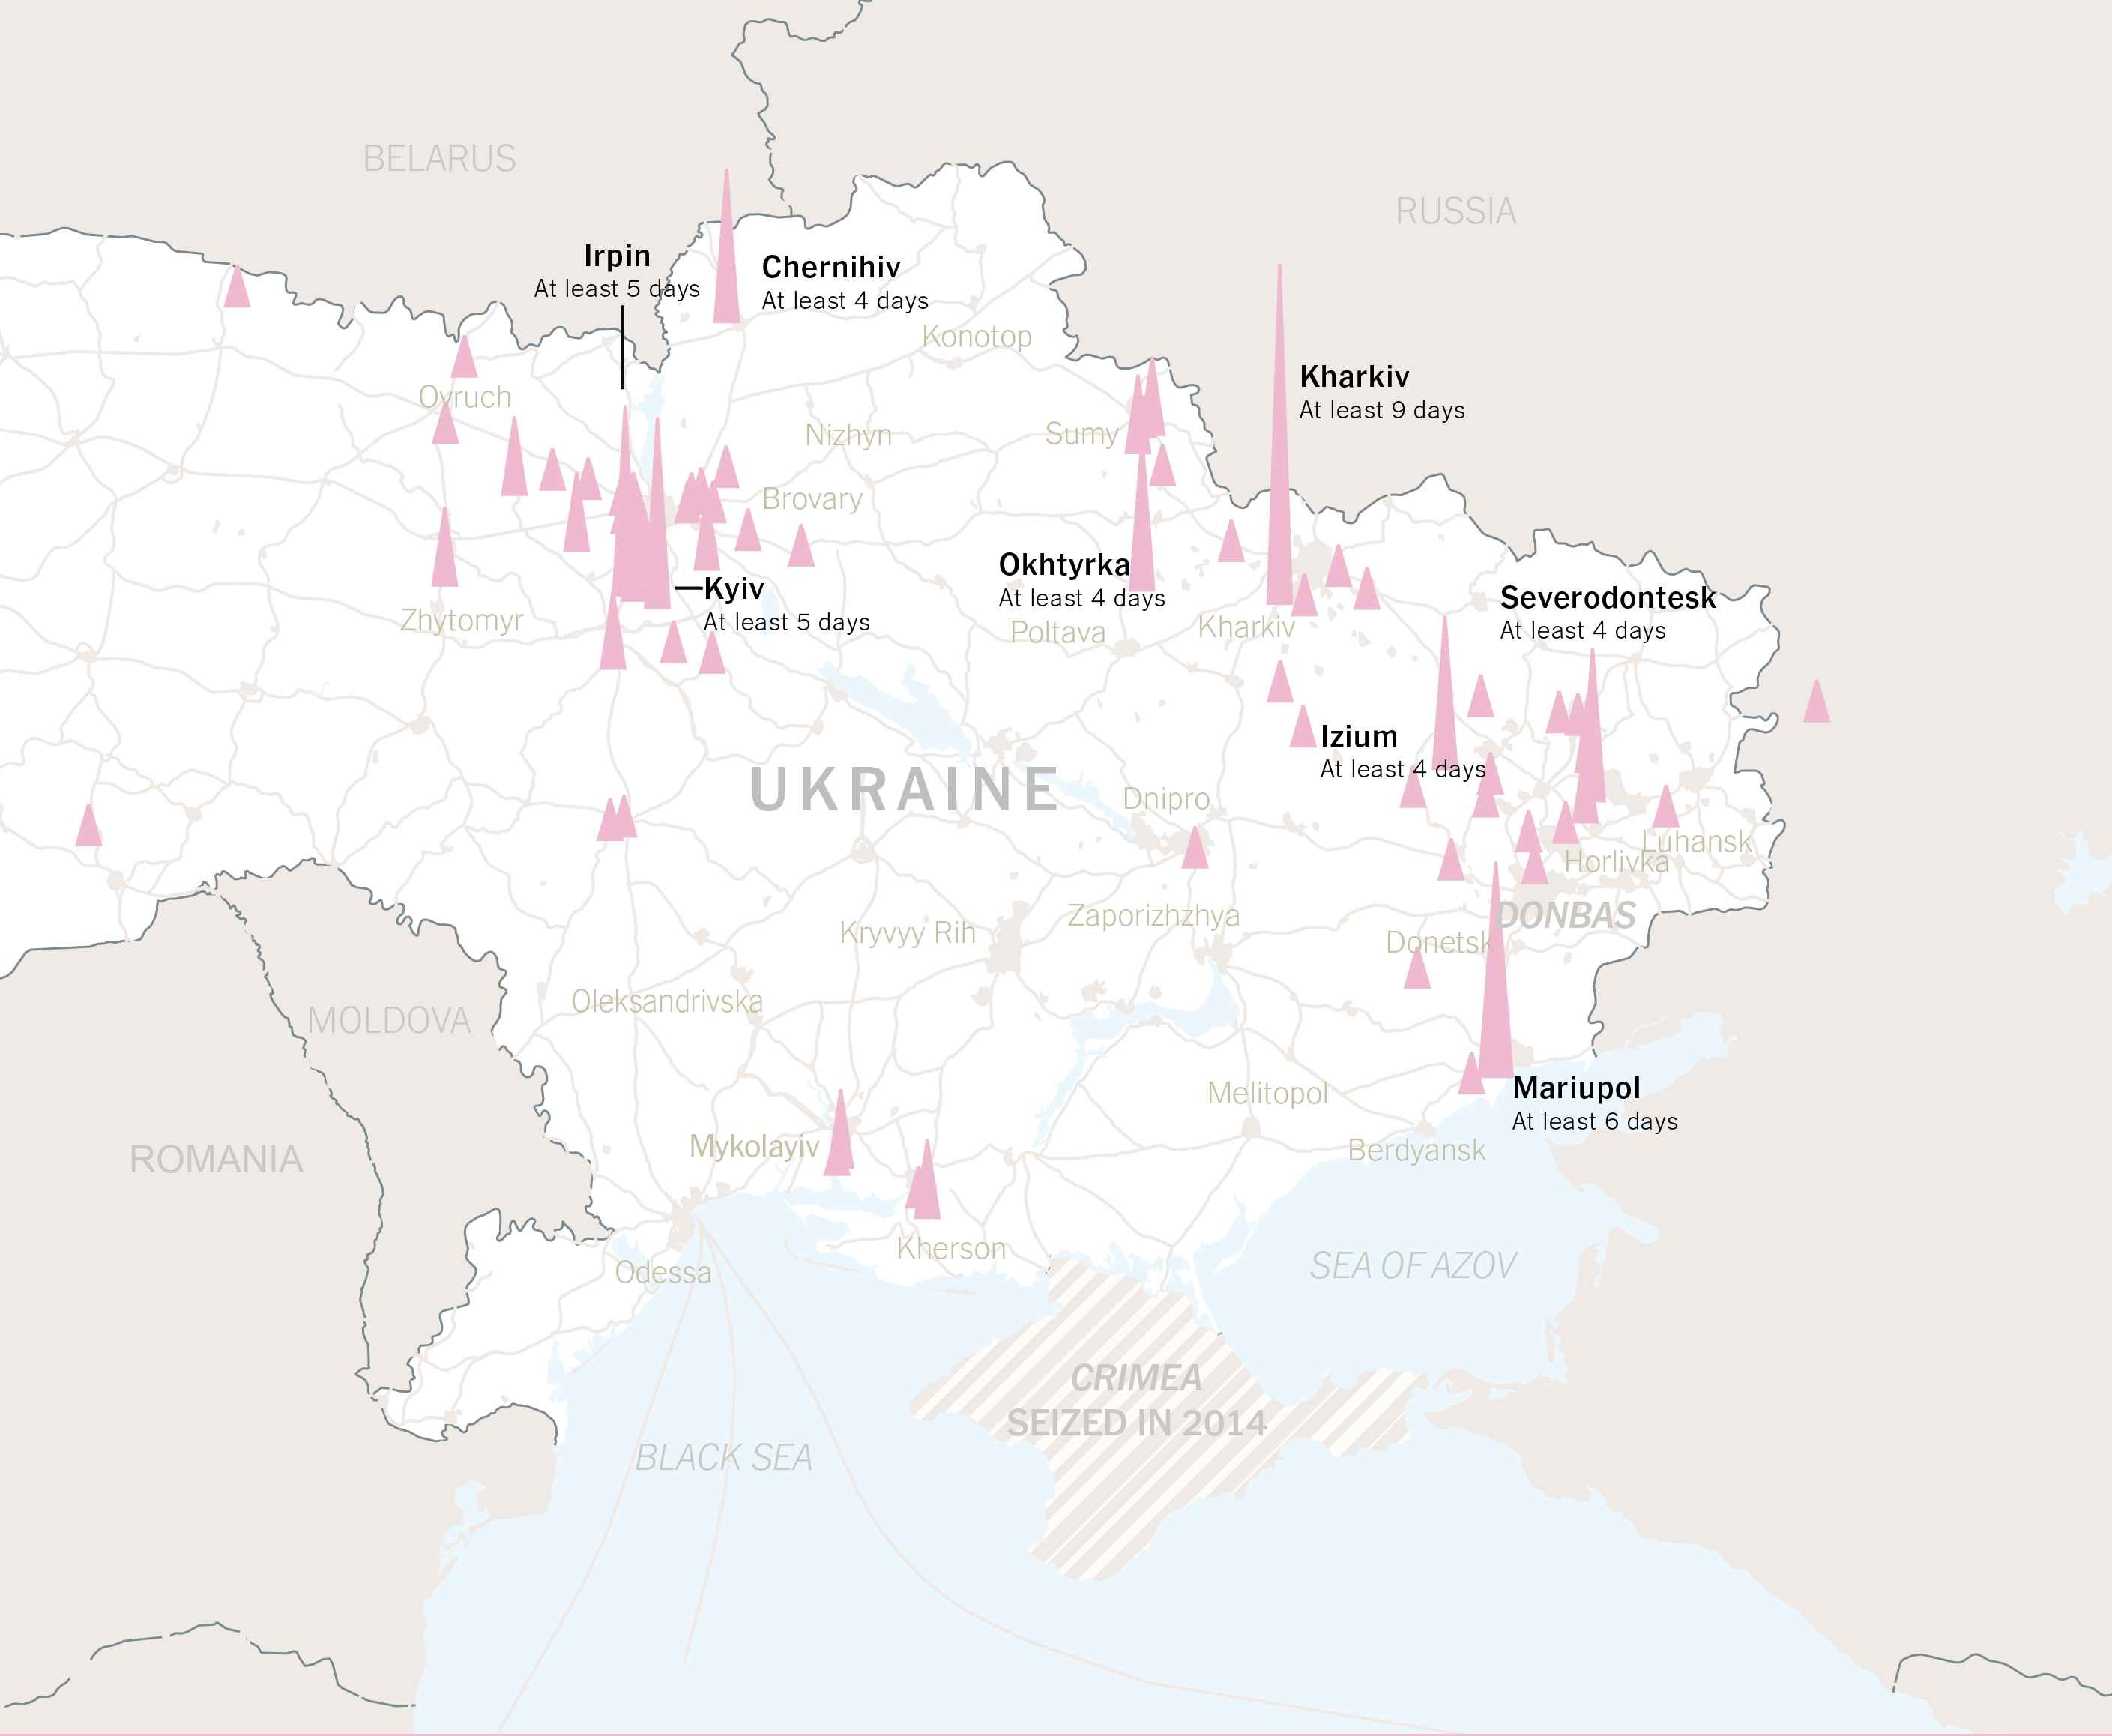 BELARUS
RUSSIA
Irpin
At least 5 days
Chernihiv
At least 4 days
Konotop
Kharkiv
At least 9 days
Ovruch
Nizhyn
Sumy
Brovary
Okhtyrka
At least 4 days
Kyiv
At least 5 days
Severodontesk
At least 4 days
Zhytomyr
Poltava
Kharkiv
Izium
At least 4 days
UKRAINE
Dnipro
Luhansk
Horlivka
DONBAS
Zaporizhzhya
Kryvyy Rih
Donetsk
Oleksandrivska
MOLDOVA
Melitopol
Mariupol
At least 6 days
Mykolayiv
Berdyansk
ROMANIA
Kherson
Odessa
SEA OF AZOV
CRIMEA
SEIZED IN 2014
BLACK SEA